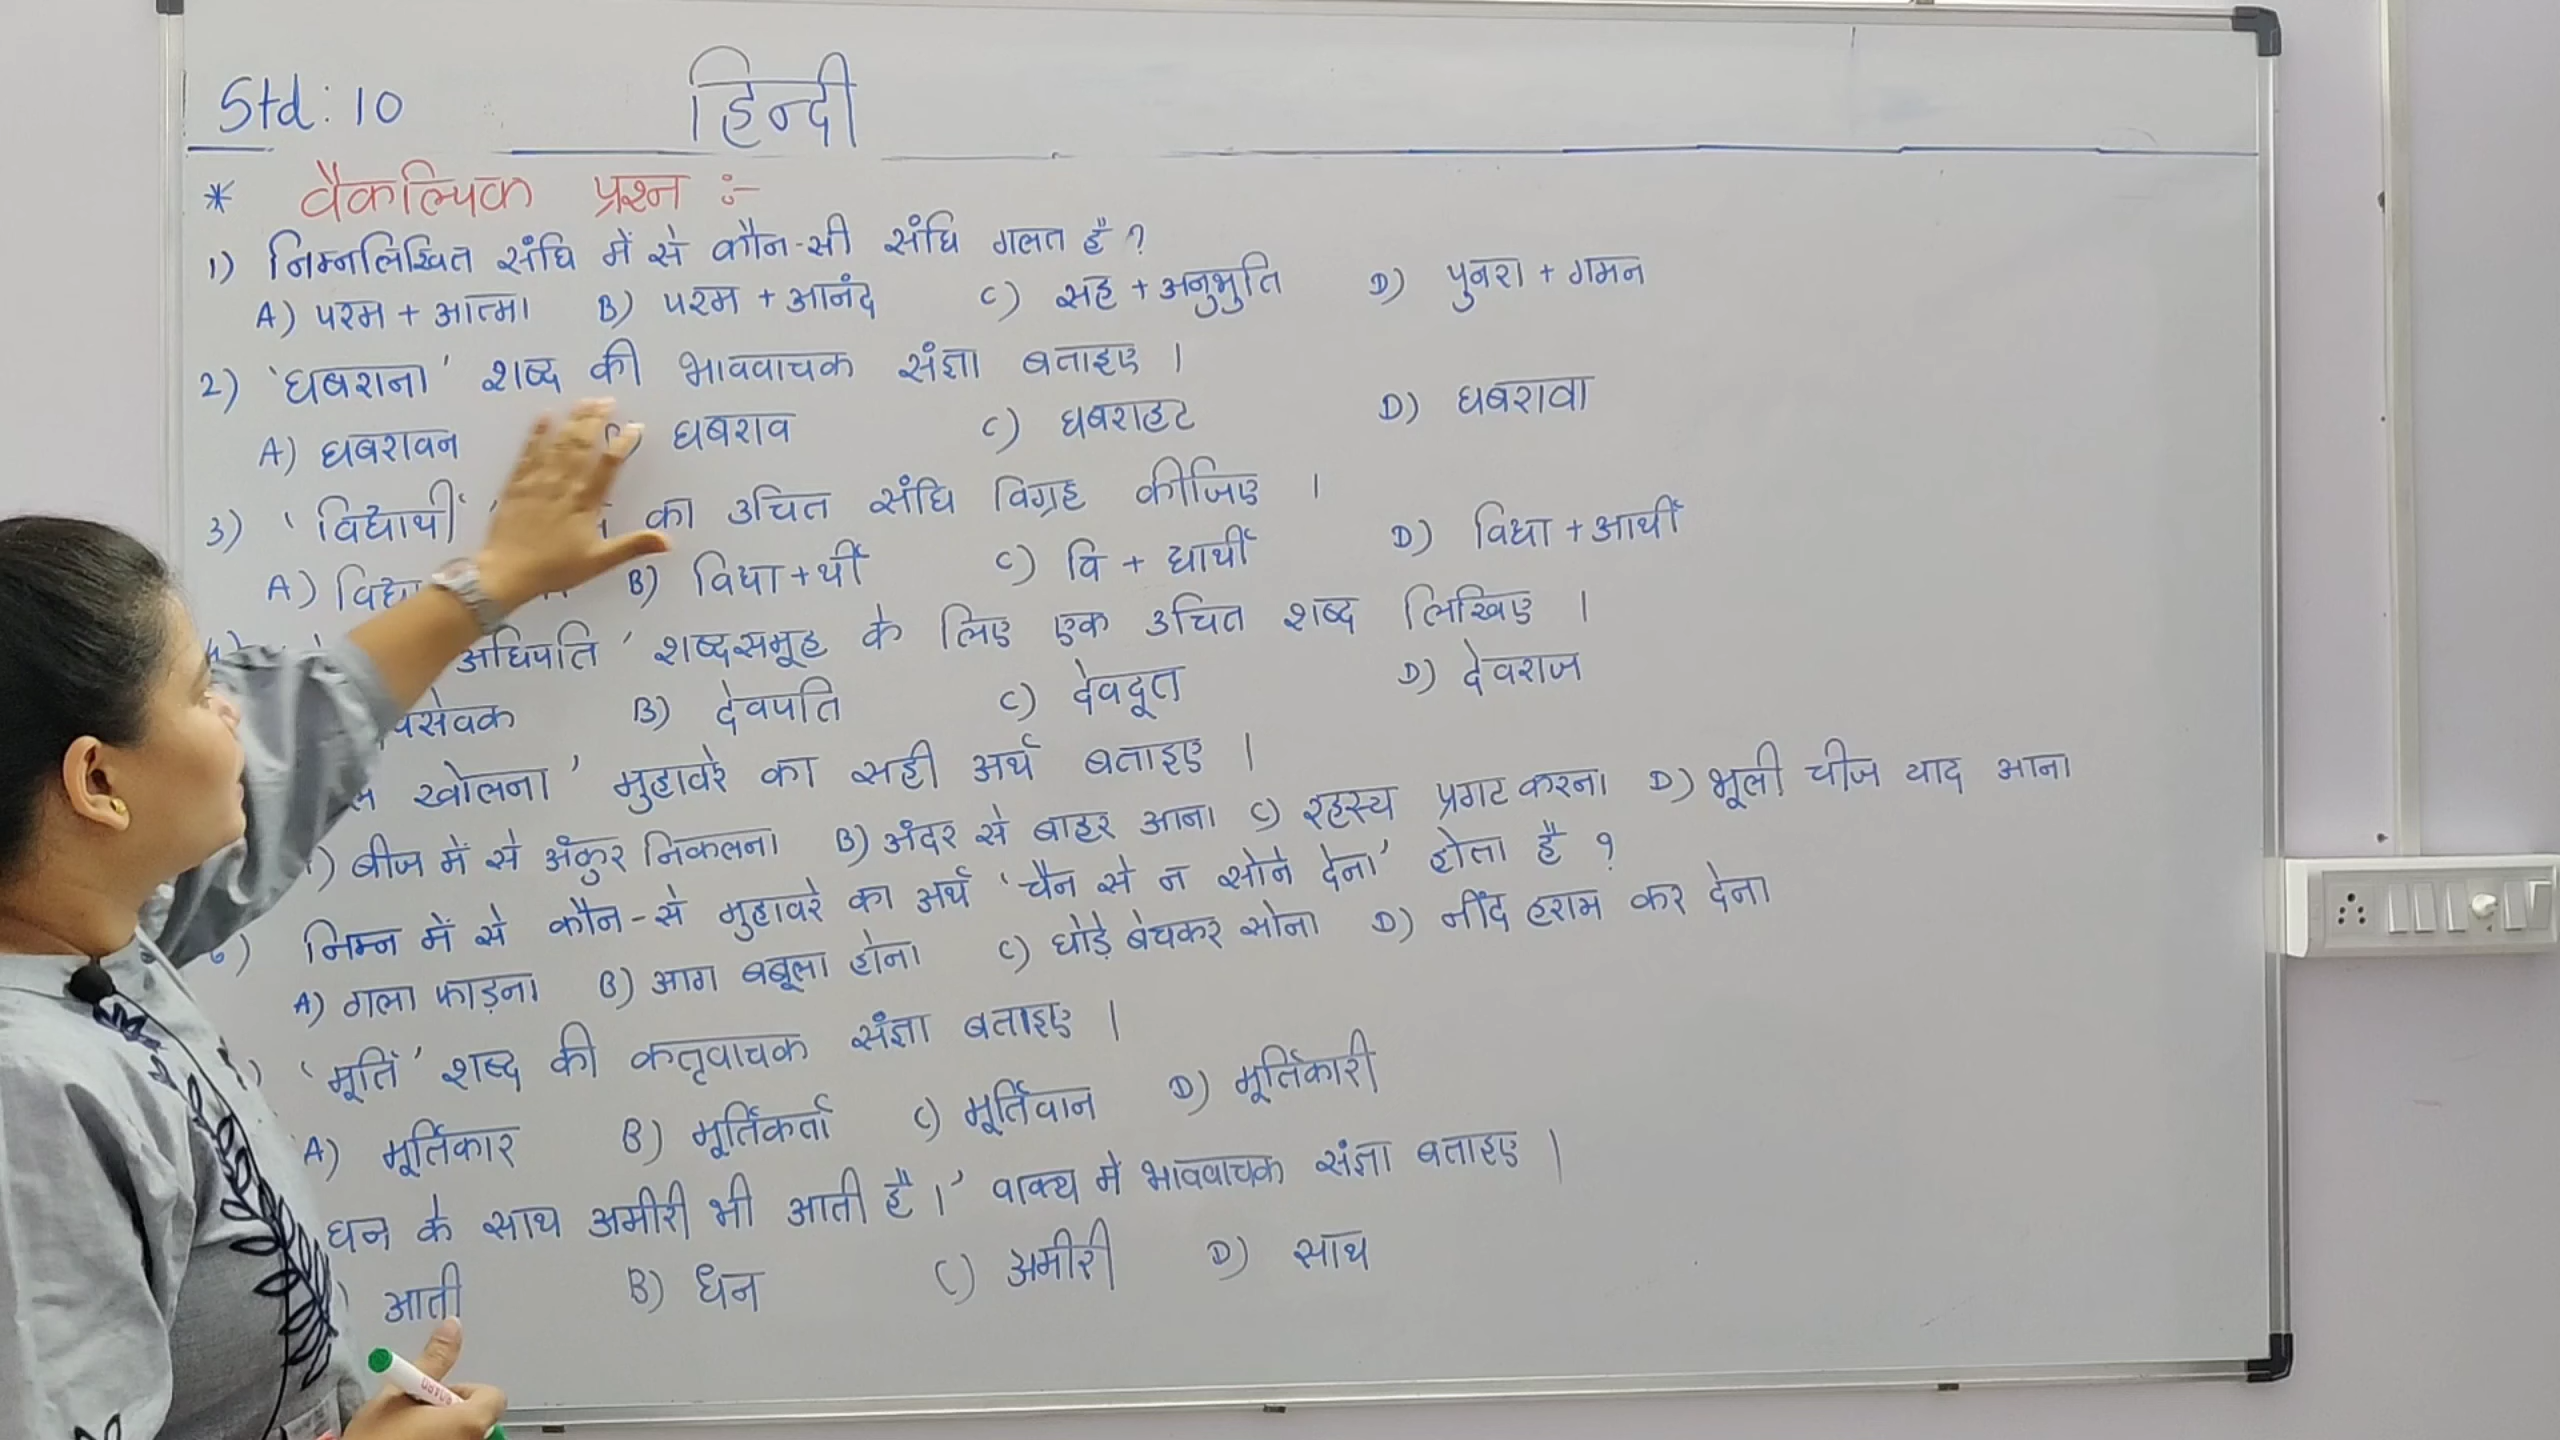 Std: 10 हिन्दी
* वैकल्पिक प्रश्न :-
1) निम्नलिखित संधि में से कौन-सी संधि गलत है ?
A) परम + आत्मा B) परम + आनंद C) सह + अनुभुति D) पुनरा + गमन
2) 'घबराना' शब्द की भाववाचक संज्ञा बताइए ।
A) घबरावन B) घबराव C) घबराहट D) घबरावा
3) 'विद्यार्थी' का उचित संधि विग्रह कीजिए ।
A) B) विद्या + र्थी C) वि + द्यार्थी D) विद्या + आर्थी
अधिपति' शब्दसमूह के लिए एक उचित शब्द लिखिए ।
B) देवपति C) देवदूत D) देवराज
खोलना' मुहावरे का सही अर्थ बताइए ।
A) बीज में से अंकुर निकलना B) अंदर से बाहर आना C) रहस्य प्रगट करना D) भूली चीज याद आना
6) निम्न में से कौन-से मुहावरे का अर्थ 'चैन से न सोने देना' होता है ?
A) गला फाड़ना B) आग बबूला होना C) घोड़े बेचकर सोना D) नींद हराम कर देना
'मूर्ति' शब्द की कतृवाचक संज्ञा बताइए ।
A) मूर्तिकार B) मूर्तिकर्ता C) मूर्तिवान D) मूर्तिकारी
धन के साथ अमीरी भी आती है ।' वाक्य में भाववाचक संज्ञा बताइए ।
आती B) धन C) अमीरी D) साथ